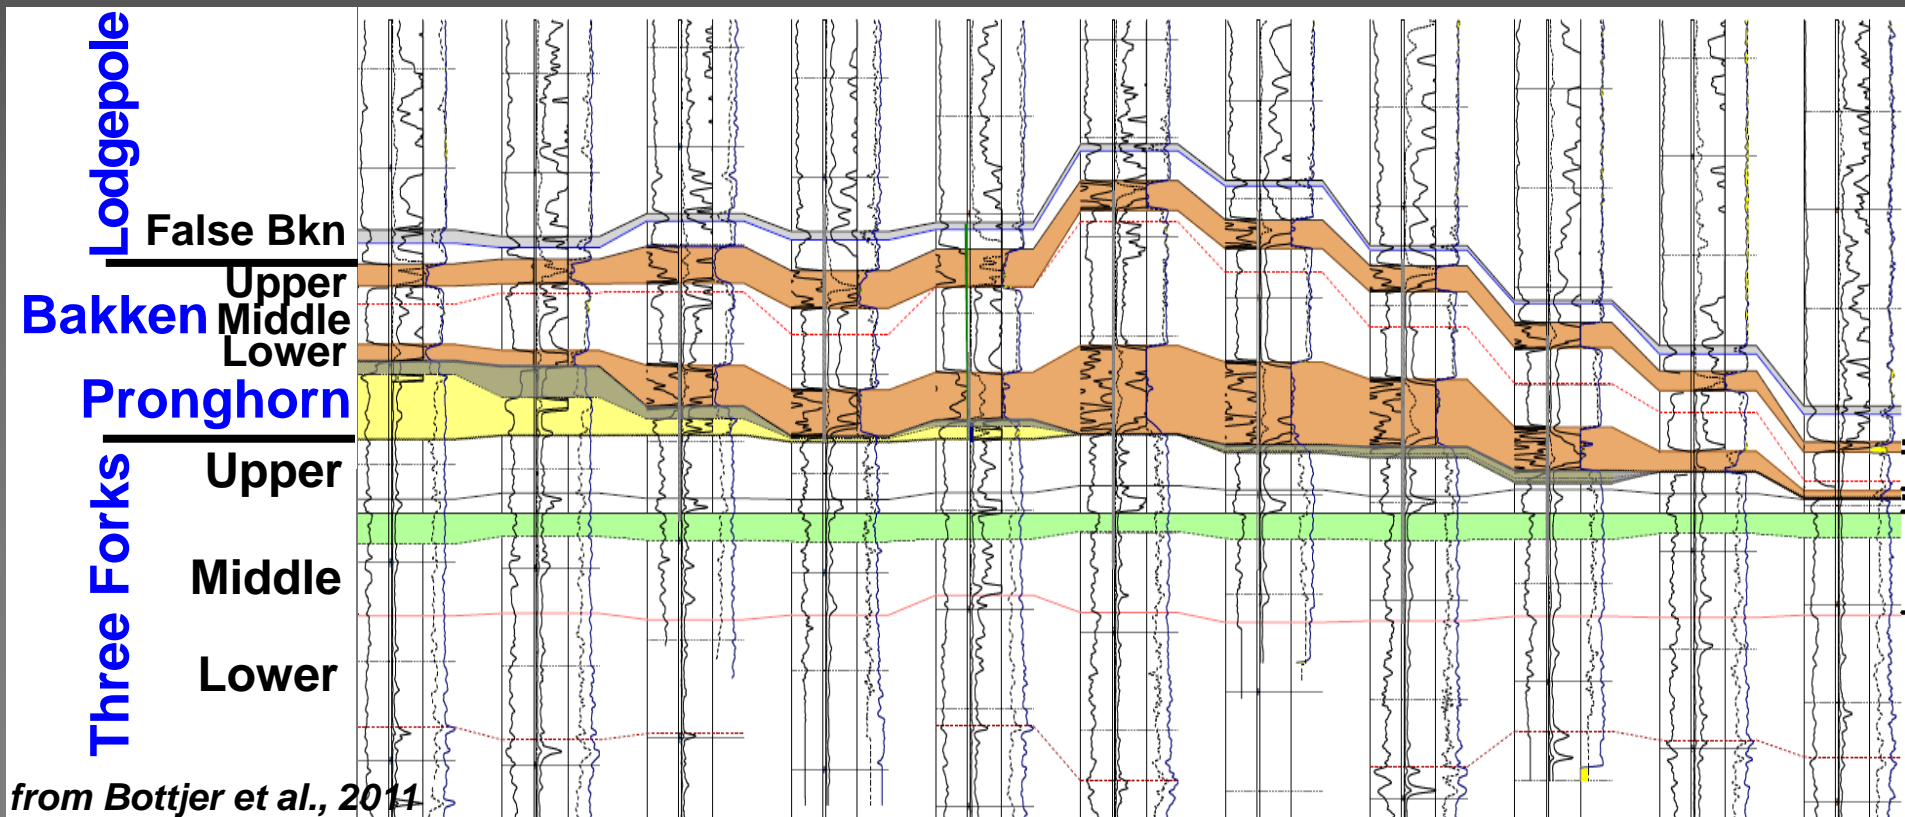 Lodgepole
False Bkn
Upper
Bakken Middle
Lower
Pronghorn
Three Forks
Upper
Middle
Lower
from Bottjer et al., 2011